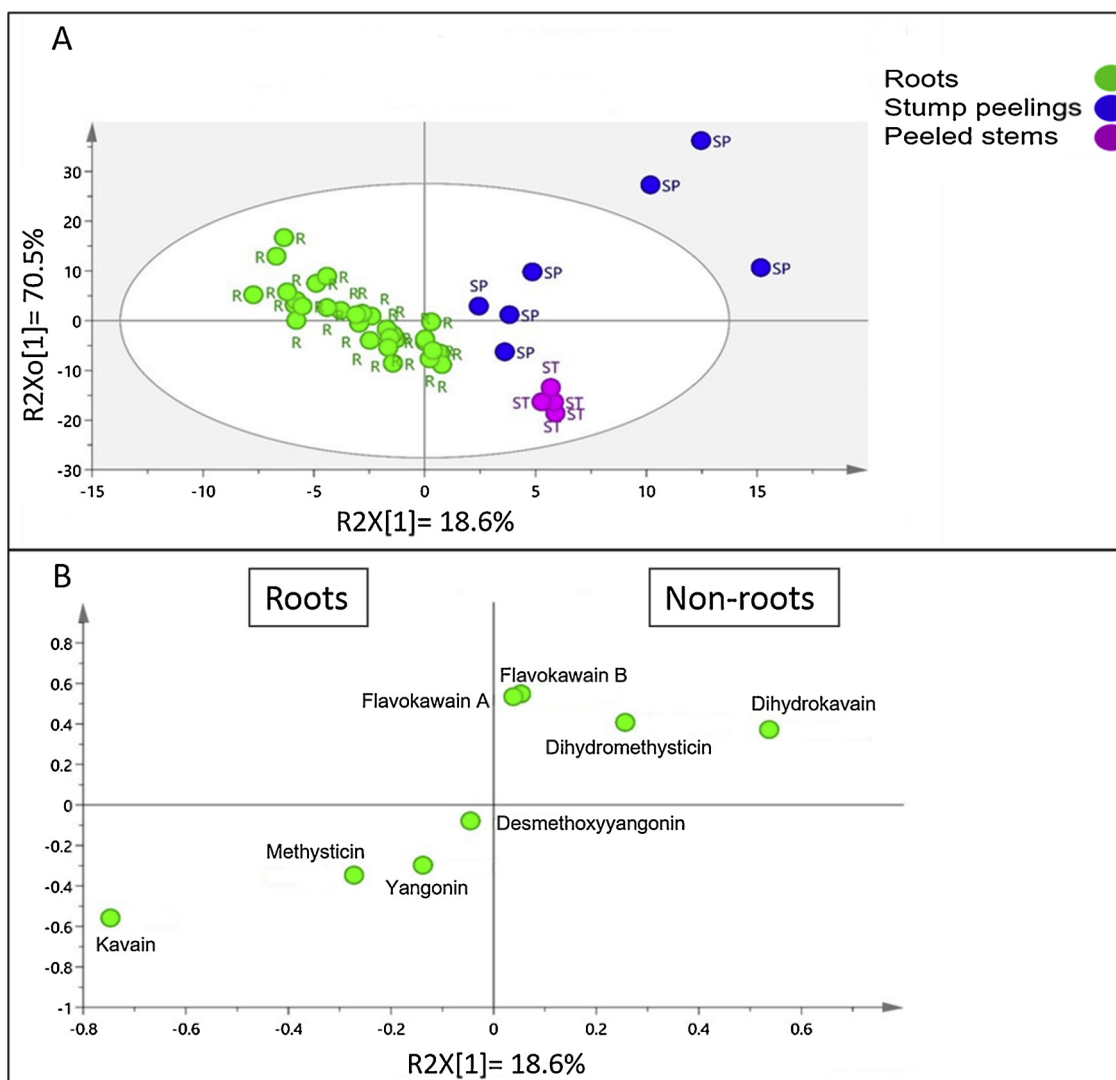 A
Roots
Stump peelings
Peeled stems
SP
SP
30
20
R
R
10
SP
SP
R
R
R
R
R
R
R
R
R
R
SP
SP
0
R
R
R
R
R
R
R
SP
R
R
R
R
R
R
R
-10
ST
ST
ST
ST
ST
-20
-30
-15
-10
-5
0
5
10
15
R2Xo[1]= 70.5%
R2X[1]= 18.6%
B
Roots
Non-roots
0.8
0.6
0.4
0.2
0
-0.2
-0.4
-0.6
-0.8
-1
Flavokawain B
Flavokawain A
Dihydrokavain
Dihydromethysticin
Desmethoxyyangonin
Methysticin
Yangonin
Kavain
-0.8
-0.6
-0.4
-0.2
0
0.2
0.4
0.6
R2X[1]= 18.6%